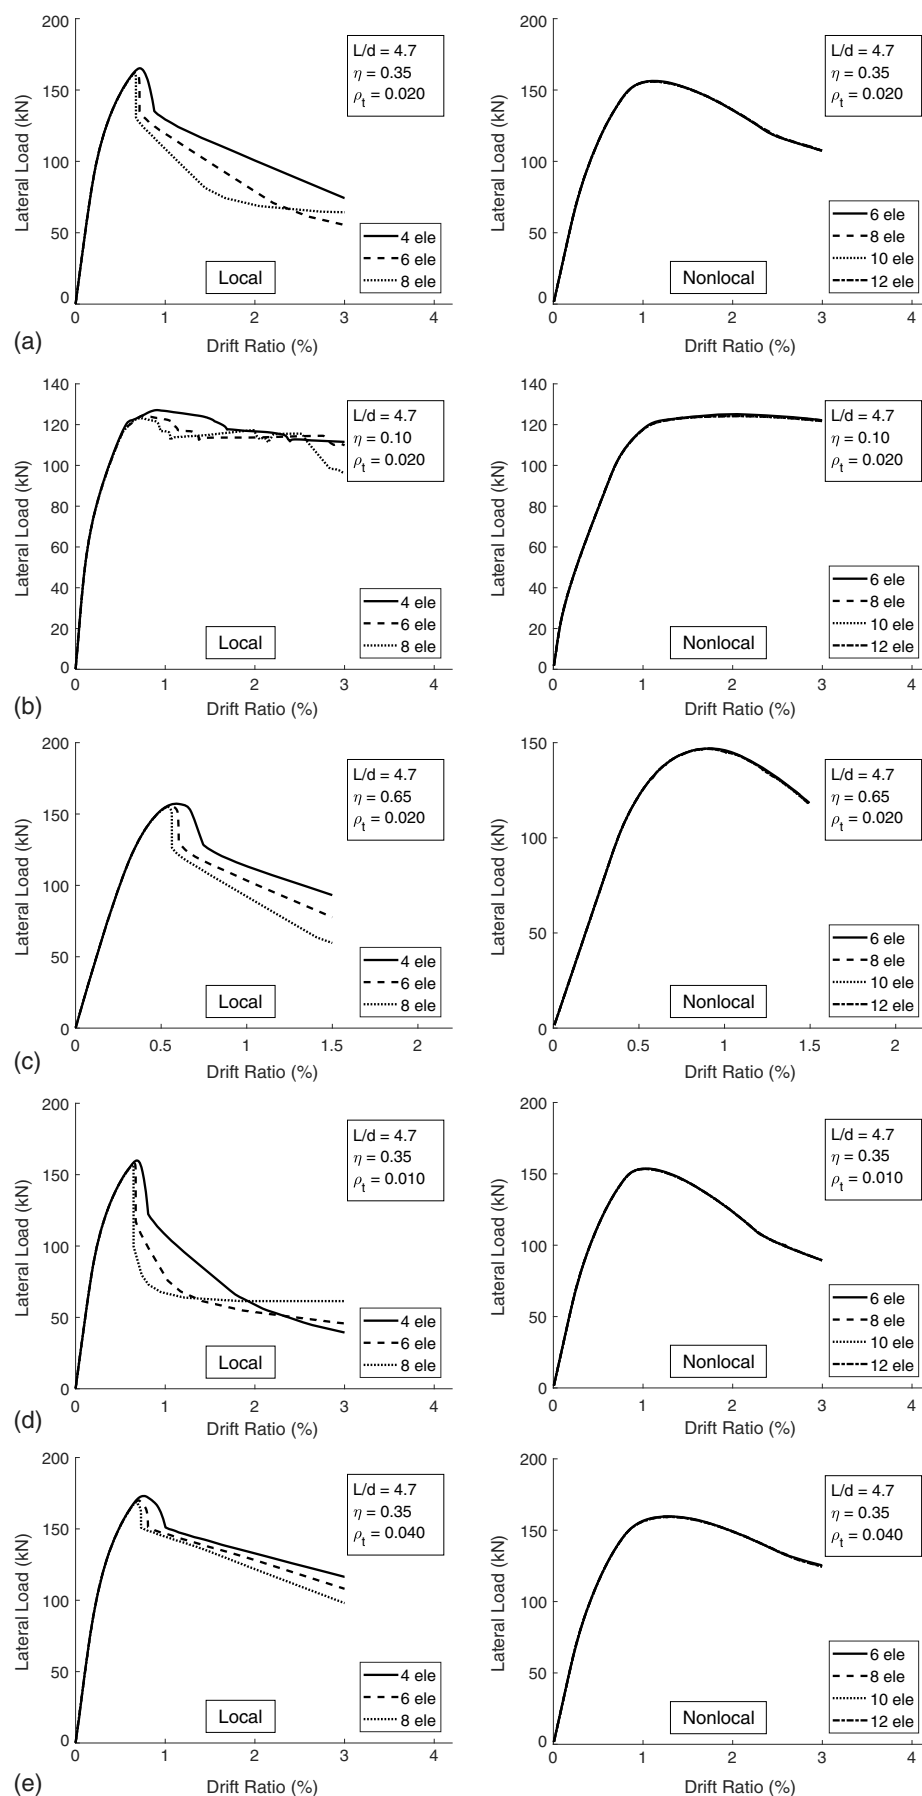 200
150
100
50
0
Lateral Load (kN)
L/d = 4.7
η = 0.35
ρt = 0.020
4 ele
6 ele
8 ele
Local
0 1 2 3 4
Drift Ratio (%)
200
150
100
50
0
Lateral Load (kN)
L/d = 4.7
η = 0.35
ρt = 0.020
6 ele
8 ele
10 ele
12 ele
Nonlocal
0 1 2 3 4
Drift Ratio (%)
(a)
140
120
100
80
60
40
20
0
Lateral Load (kN)
L/d = 4.7
η = 0.10
ρt = 0.020
4 ele
6 ele
8 ele
Local
0 1 2 3 4
Drift Ratio (%)
140
120
100
80
60
40
20
0
Lateral Load (kN)
L/d = 4.7
η = 0.10
ρt = 0.020
6 ele
8 ele
10 ele
12 ele
Nonlocal
0 1 2 3 4
Drift Ratio (%)
(b)
200
150
100
50
0
Lateral Load (kN)
L/d = 4.7
η = 0.65
ρt = 0.020
4 ele
6 ele
8 ele
Local
0 0.5 1 1.5 2
Drift Ratio (%)
150
100
50
0
Lateral Load (kN)
L/d = 4.7
η = 0.65
ρt = 0.020
6 ele
8 ele
10 ele
12 ele
Nonlocal
0 0.5 1 1.5 2
Drift Ratio (%)
(c)
200
150
100
50
0
Lateral Load (kN)
L/d = 4.7
η = 0.35
ρt = 0.010
4 ele
6 ele
8 ele
Local
0 1 2 3 4
Drift Ratio (%)
200
150
100
50
0
Lateral Load (kN)
L/d = 4.7
η = 0.35
ρt = 0.010
6 ele
8 ele
10 ele
12 ele
Nonlocal
0 1 2 3 4
Drift Ratio (%)
(d)
200
150
100
50
0
Lateral Load (kN)
L/d = 4.7
η = 0.35
ρt = 0.040
4 ele
6 ele
8 ele
Local
0 1 2 3 4
Drift Ratio (%)
200
150
100
50
0
Lateral Load (kN)
L/d = 4.7
η = 0.35
ρt = 0.040
6 ele
8 ele
10 ele
12 ele
Nonlocal
0 1 2 3 4
Drift Ratio (%)
(e)